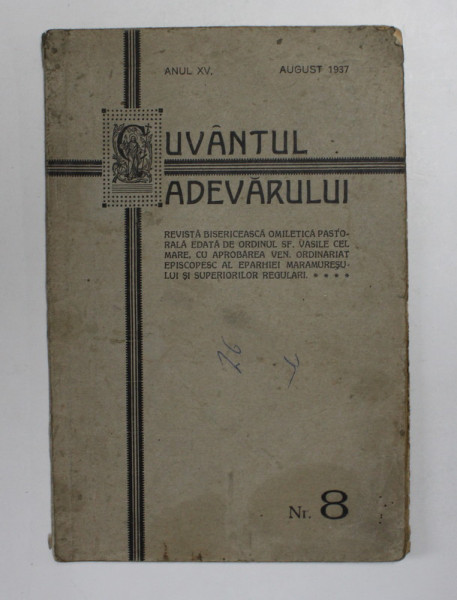 ANUL XV. AUGUST 1937
CUVÂNTUL
ADEVĂRULUI
REVISTĂ BISERICEASCĂ OMILETICA PASTO-
RALĂ EDATĂ DE ORDINUL SF. VASILE CEL
MARE, CU APROBAREA VEN. ORDINARIAT
EPISCOPESC AL EPARHIEI MARAMUREȘU-
LUI ȘI SUPERIORILOR REGULARI. * * * *
Nr. 8